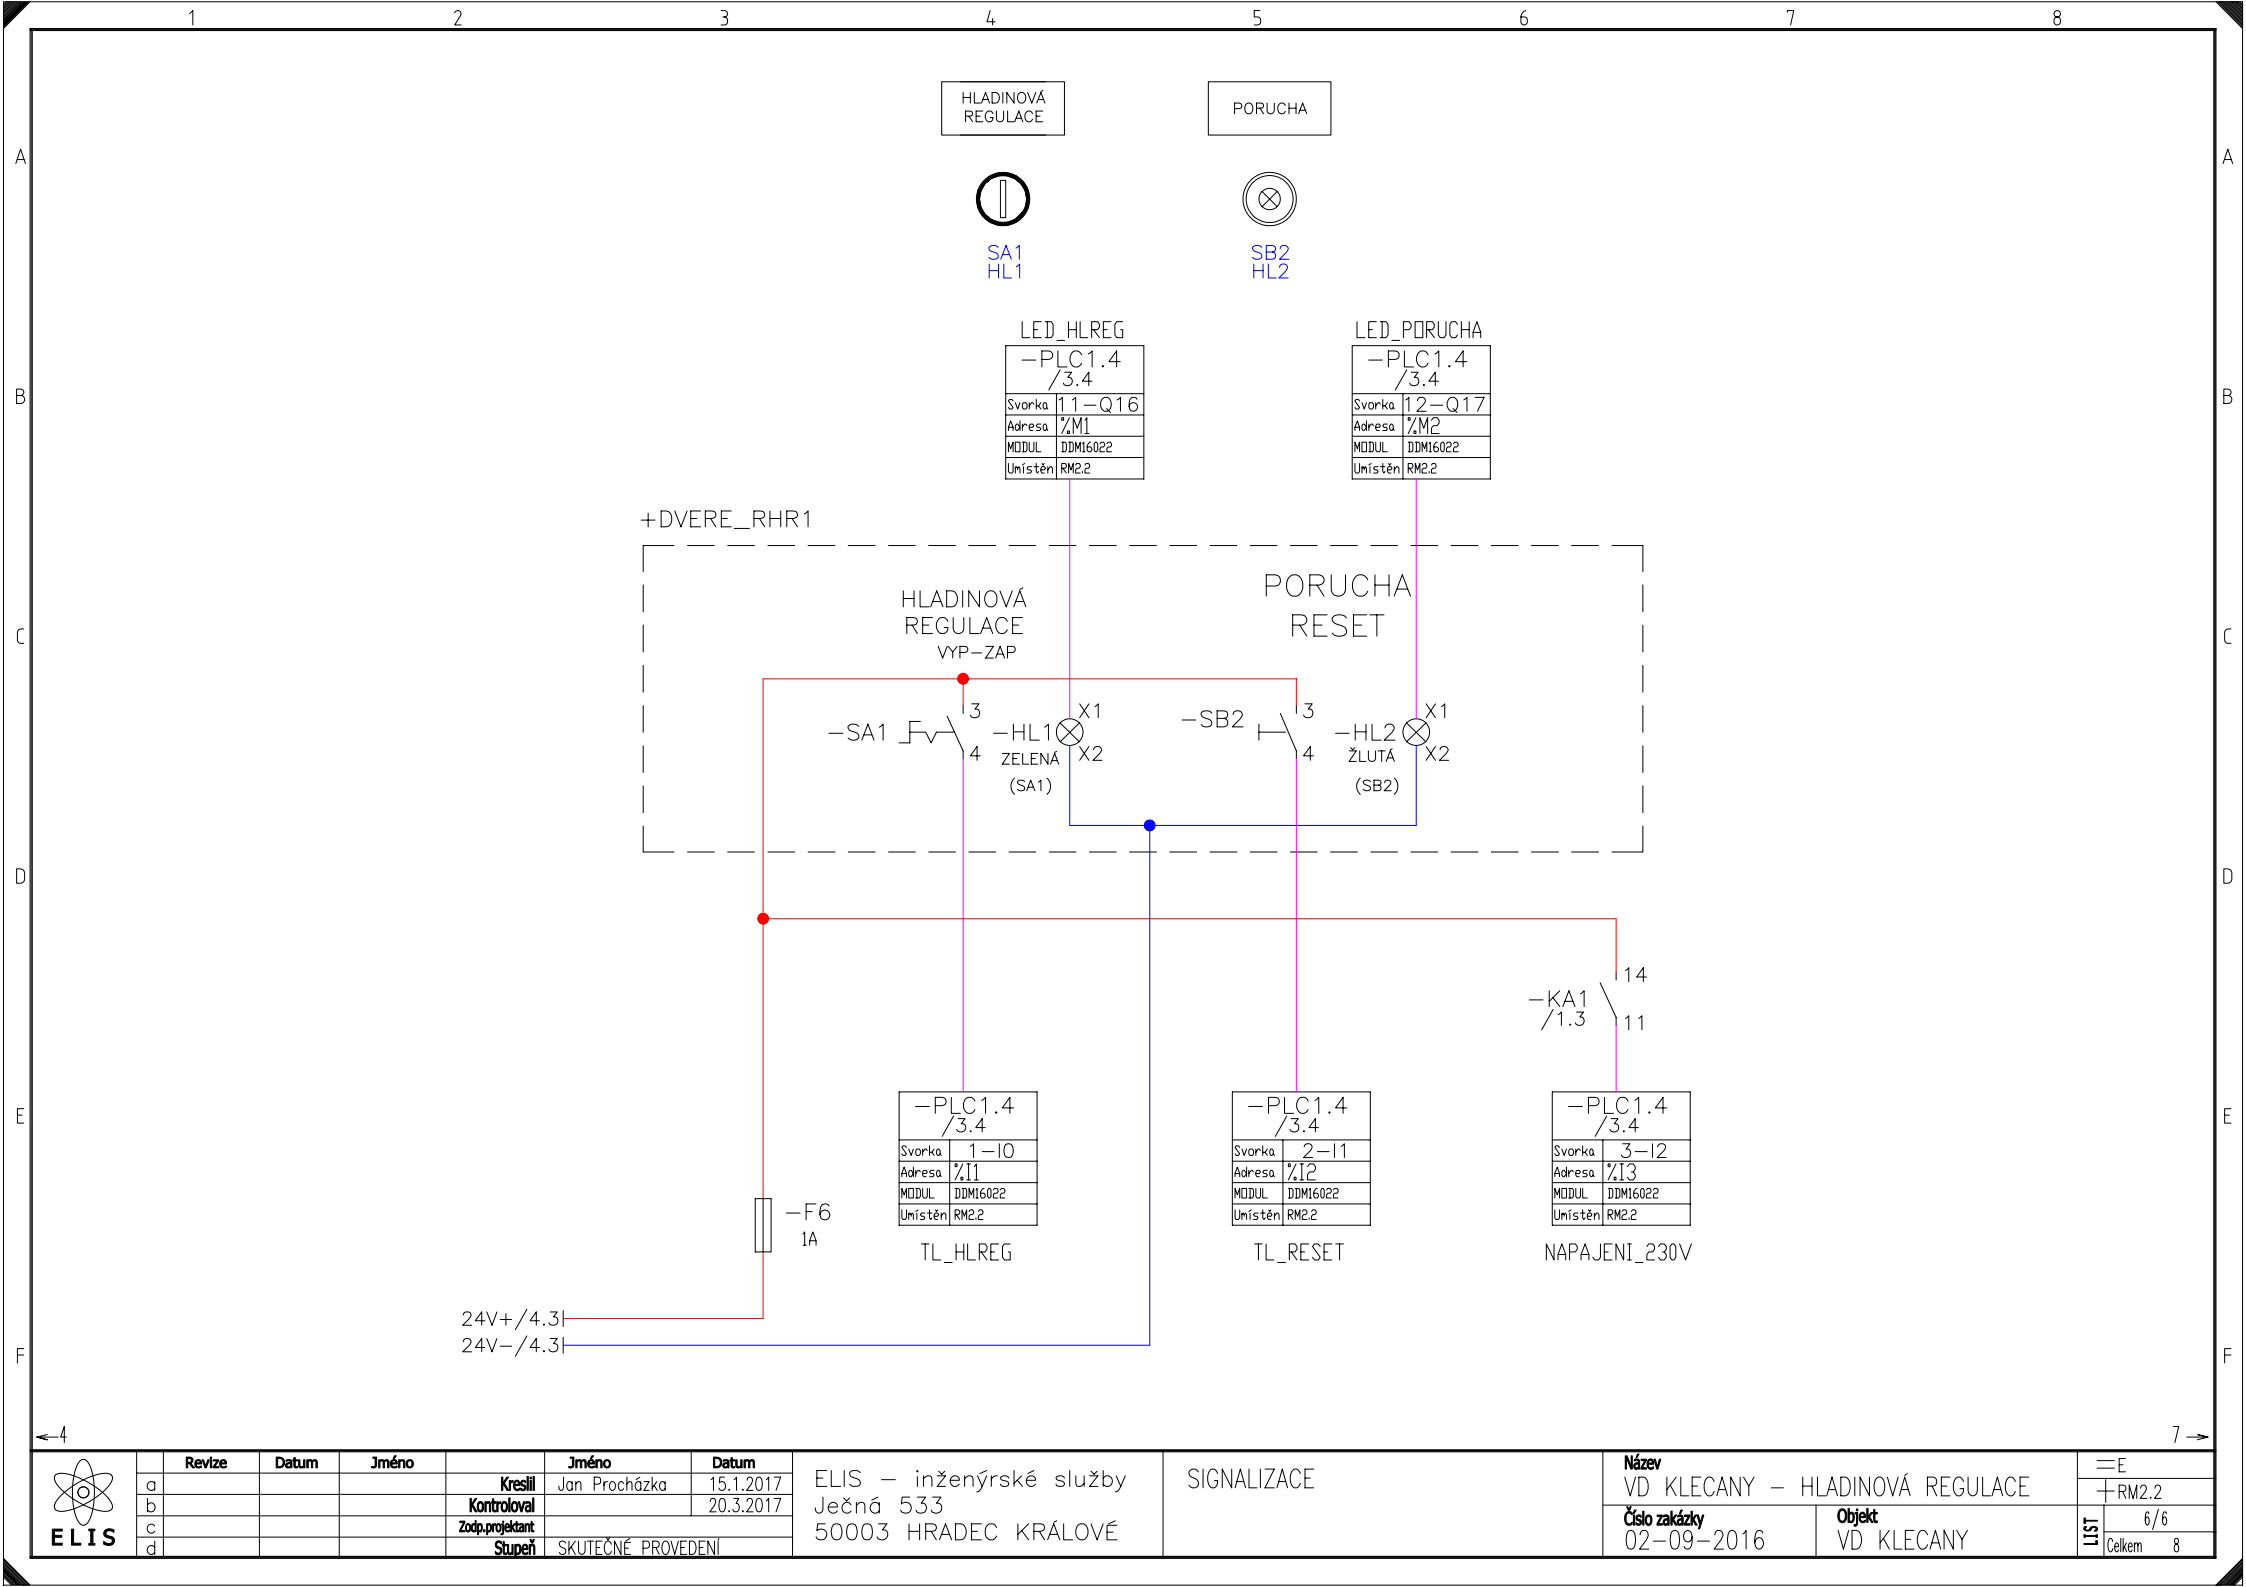 1 2 3 4 5 6 7 8
HLADINOVÁ
REGULACE
PORUCHA
A A
SA1
HL1
SB2
HL2
LED_HLREG
-PLC1.4
/3.4
Svorka 11-Q16
Adresa %M1
MODUL DDM16022
Umístěn RM2.2
LED_PORUCHA
-PLC1.4
/3.4
Svorka 12-Q17
Adresa %M2
MODUL DDM16022
Umístěn RM2.2
B B
+DVERE_RHR1
HLADINOVÁ
REGULACE
VYP-ZAP
PORUCHA
RESET
C C
-SA1
3
4
-HL1
ZELENÁ
(SA1)
X1
X2
-SB2
3
4
-HL2
ŽLUTÁ
(SB2)
X1
X2
D D
-KA1
/1.3
14
11
E E
-PLC1.4
/3.4
Svorka 1-I0
Adresa %I1
MODUL DDM16022
Umístěn RM2.2
TL_HLREG
-PLC1.4
/3.4
Svorka 2-I1
Adresa %I2
MODUL DDM16022
Umístěn RM2.2
TL_RESET
-PLC1.4
/3.4
Svorka 3-I2
Adresa %I3
MODUL DDM16022
Umístěn RM2.2
NAPAJENI_230V
-F6
1A
24V+/4.3
24V-/4.3
F F
←4
7→
ELIS
Revize Datum Jméno Jméno Datum
a Kreslil Jan Procházka 15.1.2017
b Kontroloval 20.3.2017
c Zodp.projektant
d Stupeň SKUTEČNÉ PROVEDENÍ
ELIS - inženýrské služby
Ječná 533
50003 HRADEC KRÁLOVÉ
SIGNALIZACE
Název
VD KLECANY - HLADINOVÁ REGULACE
Číslo zakázky
02-09-2016
Objekt
VD KLECANY
=E
+RM2.2
LIST
6/6
Celkem 8